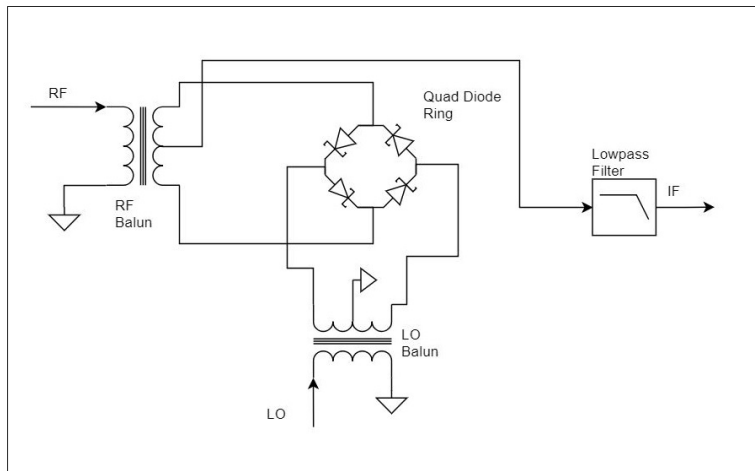 RF
Quad Diode
Ring
Lowpass
Filter
IF
RF
Balun
LO
Balun
LO